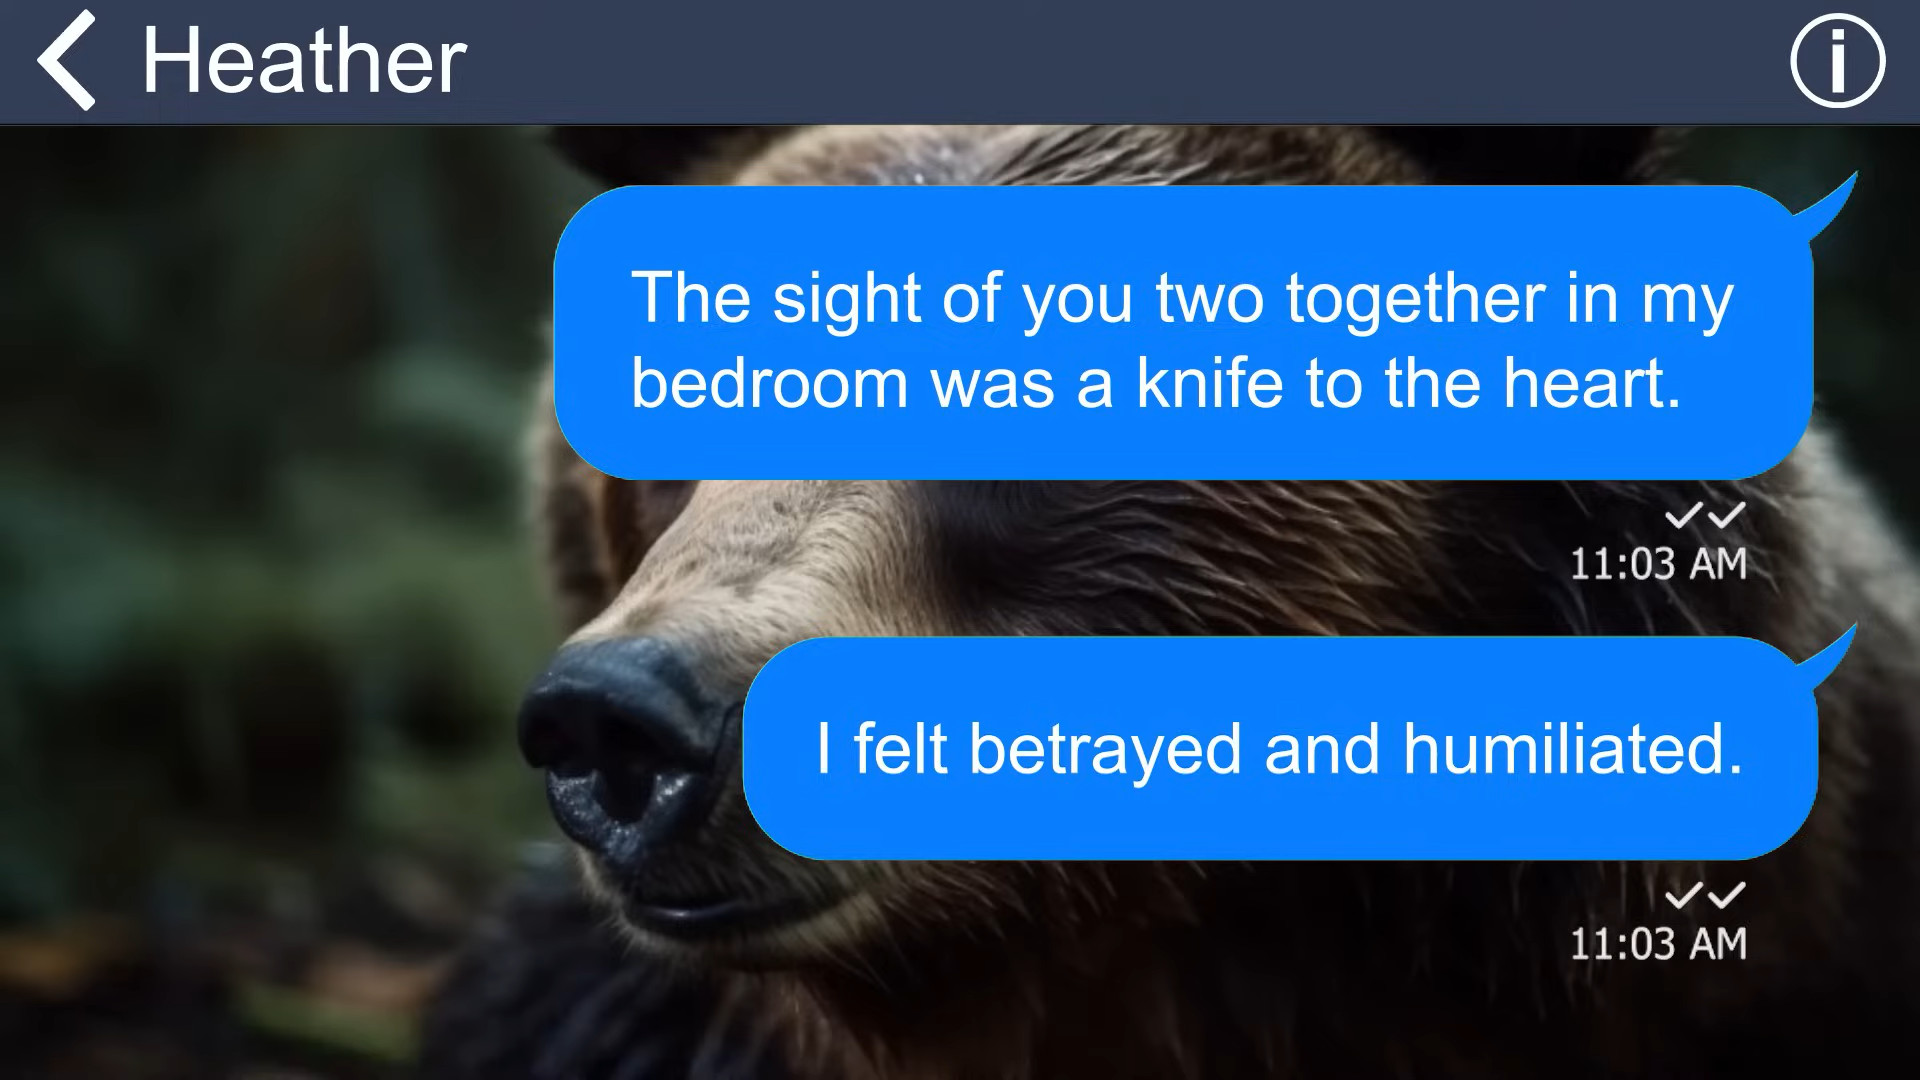 Heather
The sight of you two together in my
bedroom was a knife to the heart.
11:03 AM
I felt betrayed and humiliated.
11:03 AM